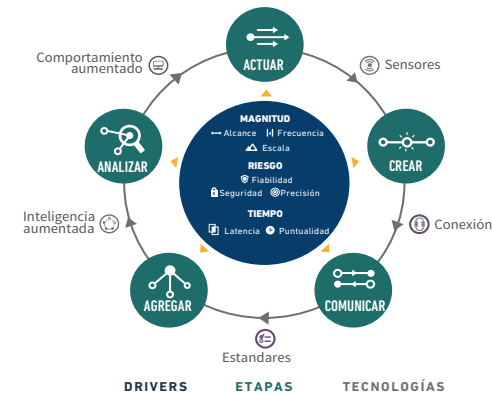 ACTUAR
Comportamiento
aumentado
Sensores
MAGNITUD
Alcance Frecuencia
Escala
ANALIZAR
CREAR
RIESGO
Fiabilidad
Seguridad Precisión
TIEMPO
Latencia Puntualidad
Inteligencia
aumentada
Conexión
AGREGAR
COMUNICAR
Estandares
DRIVERS ETAPAS TECNOLOGÍAS